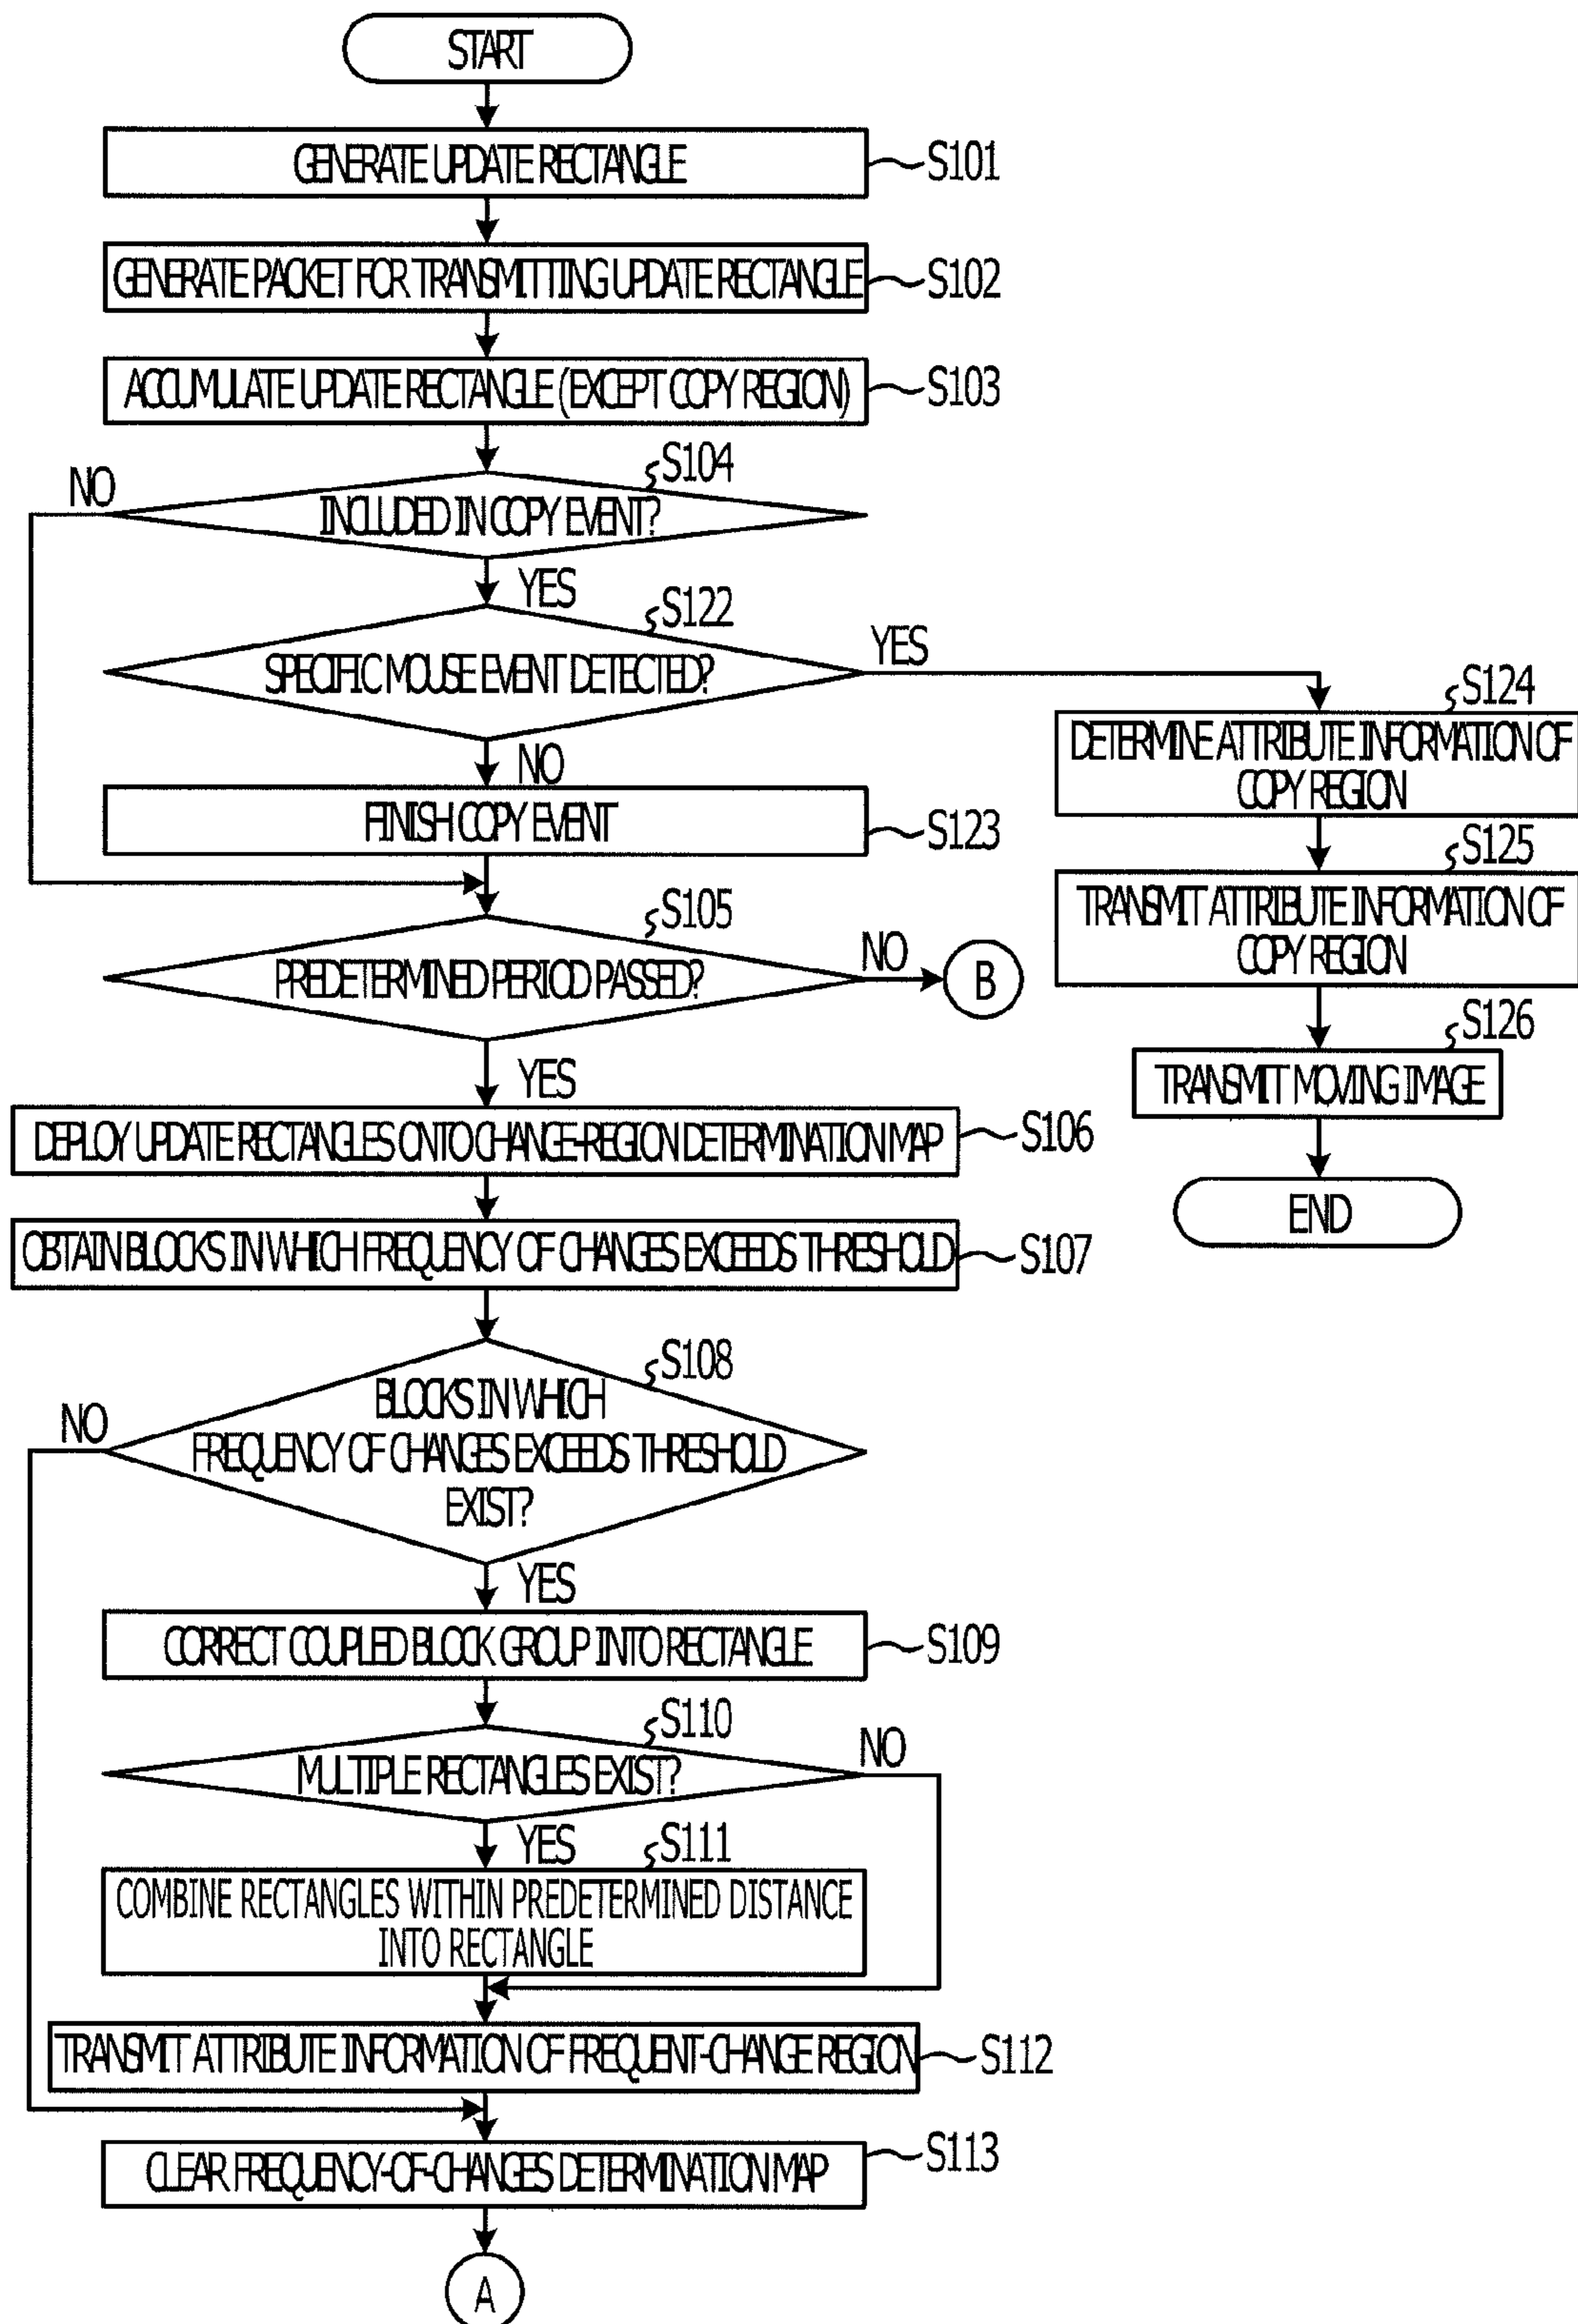 START
GENERATE UPDATE RECTANGLE
S101
GENERATE PACKET FOR TRANSMITTING UPDATE RECTANGLE
S102
ACCUMULATE UPDATE RECTANGLE (EXCEPT COPY REGION)
S103
S104
NO
INCLUDED IN COPY EVENT?
YES
S122
SPECIFIC MOUSE EVENT DETECTED?
YES
NO
FINISH COPY EVENT
S123
S124
DETERMINE ATTRIBUTE INFORMATION OF
COPY REGION
S125
TRANSMIT ATTRIBUTE INFORMATION OF
COPY REGION
S126
TRANSMIT MOVING IMAGE
END
S105
PREDETERMINED PERIOD PASSED?
NO
B
YES
DEPLOY UPDATE RECTANGLES ONTO CHANGE-REGION DETERMINATION MAP
S106
OBTAIN BLOCKS IN WHICH FREQUENCY OF CHANGES EXCEEDS THRESHOLD
S107
S108
NO
BLOCKS IN WHICH
FREQUENCY OF CHANGES EXCEEDS THRESHOLD
EXIST?
YES
CORRECT COUPLED BLOCK GROUP INTO RECTANGLE
S109
S110
MULTIPLE RECTANGLES EXIST?
NO
YES
S111
COMBINE RECTANGLES WITHIN PREDETERMINED DISTANCE
INTO RECTANGLE
TRANSMIT ATTRIBUTE INFORMATION OF FREQUENT-CHANGE REGION
S112
CLEAR FREQUENCY-OF-CHANGES DETERMINATION MAP
S113
A